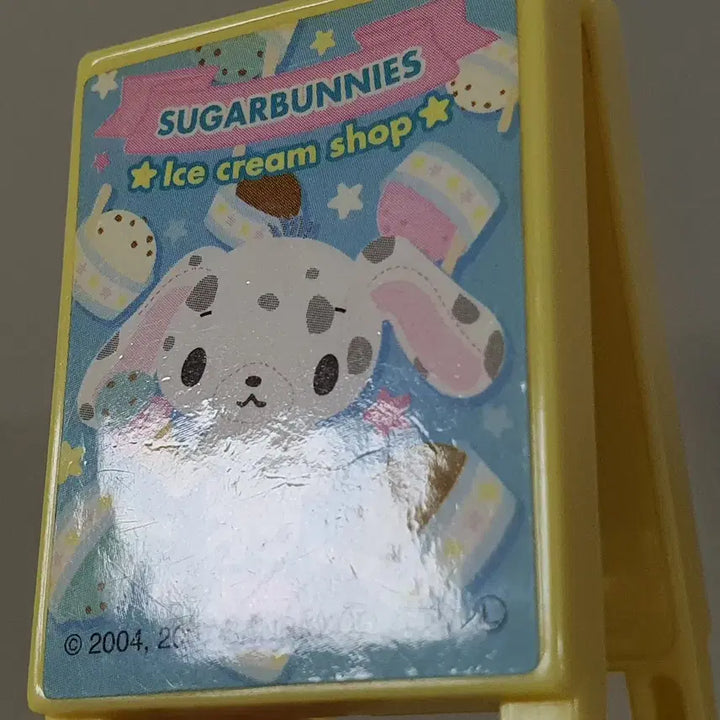 SUGARBUNNIES
Ice cream shop
© 2004,